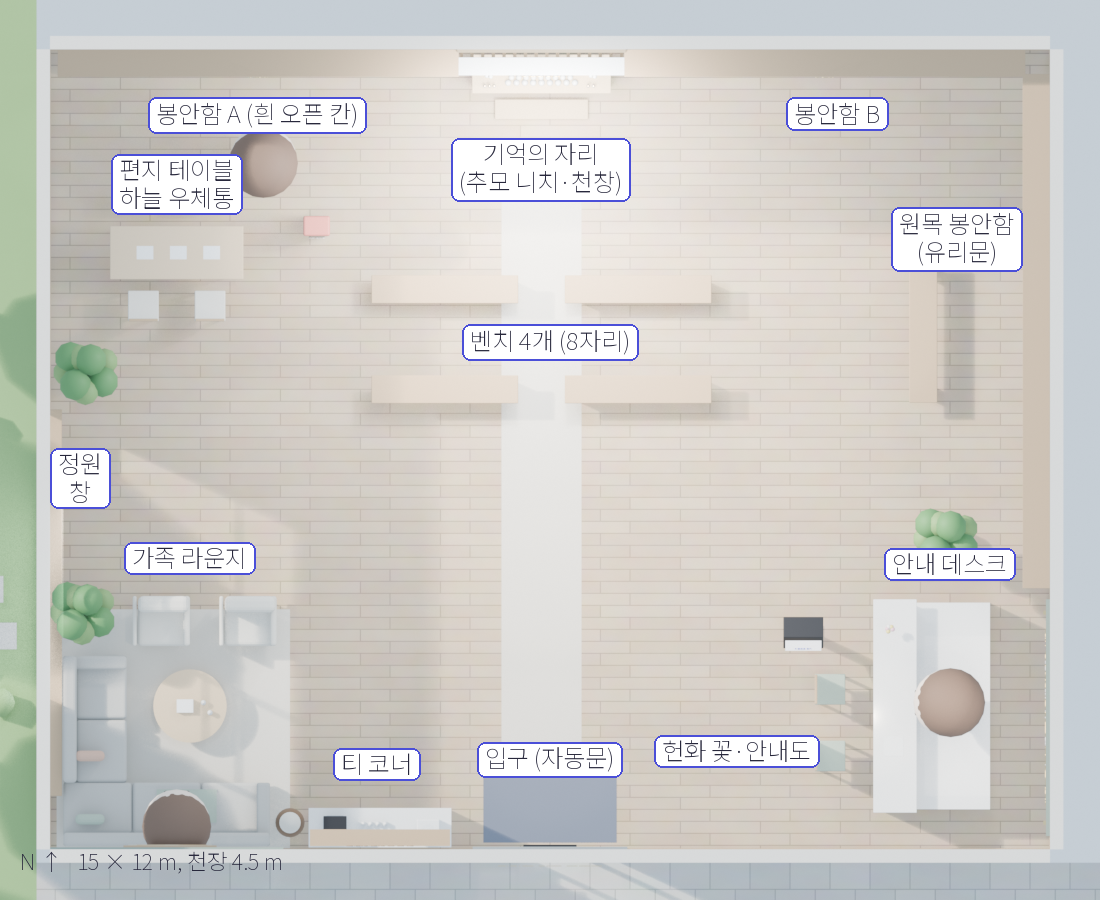 봉안함 A (흰 오픈 칸)
봉안함 B
기억의 자리
(추모 니치·천창)
편지 테이블
하늘 우체통
원목 봉안함
(유리문)
벤치 4개 (8자리)
정원
창
가족 라운지
안내 데스크
티 코너
입구 (자동문)
헌화 꽃·안내도
N ↑ 15 × 12 m, 천장 4.5 m